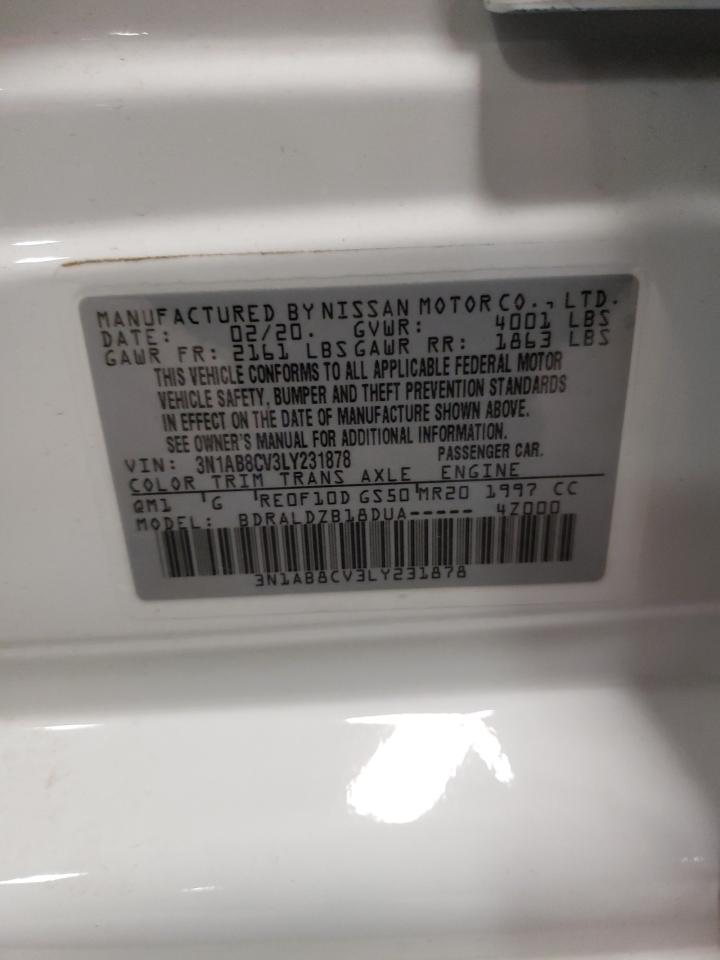 MANUFACTURED BY NISSAN MOTOR CO., LTD.
DATE: 02/20. GVWR: 4001 LBS
GAWR FR: 2161 LBS GAWR RR: 1863 LBS
THIS VEHICLE CONFORMS TO ALL APPLICABLE FEDERAL MOTOR
VEHICLE SAFETY, BUMPER AND THEFT PREVENTION STANDARDS
IN EFFECT ON THE DATE OF MANUFACTURE SHOWN ABOVE.
SEE OWNER'S MANUAL FOR ADDITIONAL INFORMATION.
VIN: 3N1AB8CV3LY231878 PASSENGER CAR.
COLOR TRIM TRANS AXLE ENGINE
QM1 G RE0F10D GS50 MR20 1997 CC
MODEL: BDRALDZB18DUA----- 4Z000
3N1AB8CV3LY231878